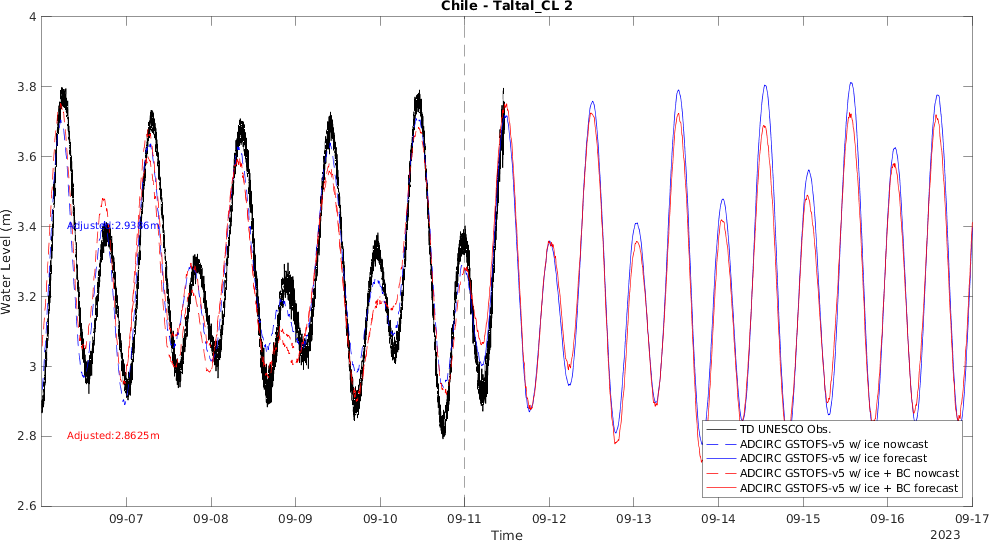 Chile - Taltal_CL 2
Water Level (m)
4
3.8
3.6
3.4
3.2
3
2.8
2.6
Adjusted:2.9386m
Adjusted:2.8625m
TD UNESCO Obs.
ADCIRC GSTOFS-v5 w/ ice nowcast
ADCIRC GSTOFS-v5 w/ ice forecast
ADCIRC GSTOFS-v5 w/ ice + BC nowcast
ADCIRC GSTOFS-v5 w/ ice + BC forecast
09-07 09-08 09-09 09-10 09-11 09-12 09-13 09-14 09-15 09-16 09-17
Time
2023